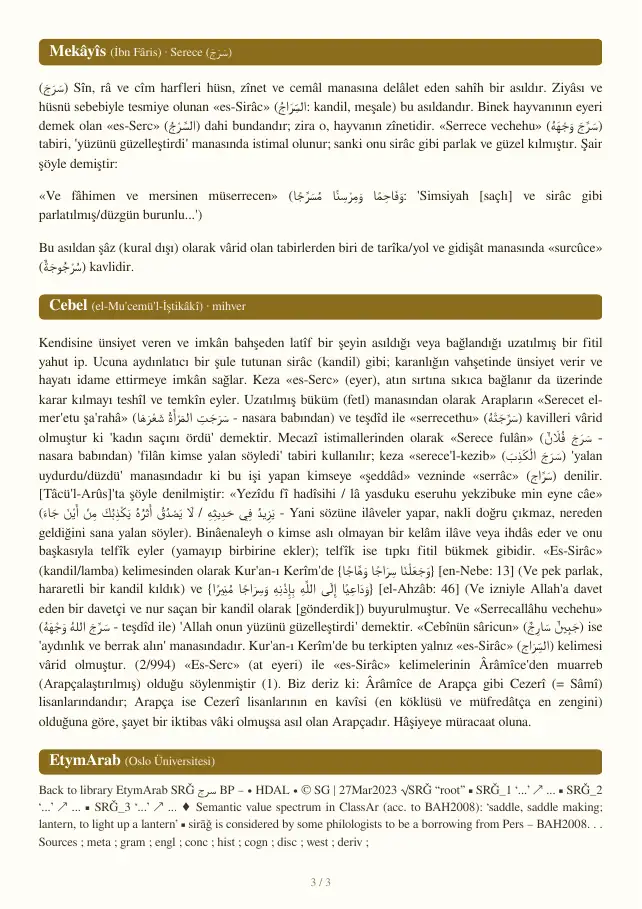 Mekâyîs (İbn Fâris) · Serece (سَرَجَ)
(سَرَجَ) Sîn, râ ve cîm harfleri hüsn, zînet ve cemâl manasına delâlet eden sahîh bir asıldır. Ziyâsı ve
hüsnü sebebiyle tesmiye olunan «es-Sirâc» (السِّرَاجُ: kandil, meşale) bu asıldandır. Binek hayvanının eyeri
demek olan «es-Serc» (السَّرْجُ) dahi bundandır; zira o, hayvanın zînetidir. «Serrece vechehu» (سَرَّجَ وَجْهَهُ)
tabiri, 'yüzünü güzelleştirdi' manasında istimal olunur; sanki onu sirâc gibi parlak ve güzel kılmıştır. Şair
şöyle demiştir:
«Ve fâhimen ve mersinen müserrecen» (وَفَاحِمًا وَمِرْسِنًا مُسَرَّجًا: 'Simsiyah [saçlı] ve sirâc gibi
parlatılmış/düzgün burunlu...')
Bu asıldan şâz (kural dışı) olarak vârid olan tabirlerden biri de tarîka/yol ve gidişât manasında «surcûce»
(سُرْجُوجَةٌ) kavlidir.
Cebel (el-Mu'cemü'l-İştikâkî) · mihver
Kendisine ünsiyet veren ve imkân bahşeden latîf bir şeyin asıldığı veya bağlandığı uzatılmış bir fitil
yahut ip. Ucuna aydınlatıcı bir şule tutunan sirâc (kandil) gibi; karanlığın vahşetinde ünsiyet verir ve
hayatı idame ettirmeye imkân sağlar. Keza «es-Serc» (eyer), atın sırtına sıkıca bağlanır da üzerinde
karar kılmayı teshîl ve temkîn eyler. Uzatılmış büküm (fetl) manasından olarak Arapların «Serecet el-
mer'etu şa'rahâ» (سَرَجَتِ المَرْأَةُ شَعْرَهَا - nasara babından) ve teşdîd ile «serrecethu» (سَرَّجَتْهُ) kavilleri vârid
olmuştur ki 'kadın saçını ördü' demektir. Mecazî istimallerinden olarak «Serece fulân» (سَرَجَ فُلَانٌ -
nasara babından) 'filân kimse yalan söyledi' tabiri kullanılır; keza «serece'l-kezib» (سَرَجَ الْكَذِبَ) 'yalan
uydurdu/düzdü' manasındadır ki bu işi yapan kimseye «şeddâd» vezninde «serrâc» (سَرَّاج) denilir.
[Tâcü'l-Arûs]'ta şöyle denilmiştir: «Yezîdu fî hadîsihi / lâ yasduku eseruhu yekzibuke min eyne câe»
(يَزِيدُ فِي حَدِيثِهِ / لَا يَصْدُقُ أَثَرُهُ يَكْذِبُكَ مِنْ أَيْنَ جَاءَ - Yani sözüne ilâveler yapar, nakli doğru çıkmaz, nereden
geldiğini sana yalan söyler). Binâenaleyh o kimse aslı olmayan bir kelâm ilâve veya ihdâs eder ve onu
başkasıyla telfîk eyler (yamayıp birbirine ekler); telfîk ise tıpkı fitil bükmek gibidir. «Es-Sirâc»
(kandil/lamba) kelimesinden olarak Kur'an-ı Kerîm'de {وَجَعَلْنَا سِرَاجًا وَهَّاجًا} [en-Nebe: 13] (Ve pek parlak,
hararetli bir kandil kıldık) ve {وَدَاعِيًا إِلَى اللَّهِ بِإِذْنِهِ وَسِرَاجًا مُنِيرًا} [el-Ahzâb: 46] (Ve izniyle Allah'a davet
eden bir davetçi ve nur saçan bir kandil olarak [gönderdik]) buyurulmuştur. Ve «Serrecallâhu vechehu»
(سَرَّجَ اللهُ وَجْهَهُ - teşdîd ile) 'Allah onun yüzünü güzelleştirdi' demektir. «Cebînün sâricun» (جَبِينٌ سَارِجٌ) ise
'aydınlık ve berrak alın' manasındadır. Kur'an-ı Kerîm'de bu terkipten yalnız «es-Sirâc» (السِّرَاج) kelimesi
vârid olmuştur. (2/994) «Es-Serc» (at eyeri) ile «es-Sirâc» kelimelerinin Ârâmîce'den muarreb
(Arapçalaştırılmış) olduğu söylenmiştir (1). Biz deriz ki: Ârâmîce de Arapça gibi Cezerî (= Sâmî)
lisanlarındandır; Arapça ise Cezerî lisanlarının en kavîsi (en köklüsü ve müfredâtça en zengini)
olduğuna göre, şayet bir iktibas vâki olmuşsa asıl olan Arapçadır. Hâşiyeye müracaat oluna.
EtymArab (Oslo Üniversitesi)
Back to library EtymArab SRǦ سرج BP – • HDAL • © SG | 27Mar2023 √SRǦ “root” ▪ SRǦ_1 ‘...’ ↗ ... ▪ SRǦ_2
‘...’ ↗ ... ▪ SRǦ_3 ‘...’ ↗ ... ♦ Semantic value spectrum in ClassAr (acc. to BAH2008): ‘saddle, saddle making;
lantern, to light up a lantern’ ▪ sirāǧ is considered by some philologists to be a borrowing from Pers – BAH2008. . .
Sources ; meta ; gram ; engl ; conc ; hist ; cogn ; disc ; west ; deriv ;
3 / 3